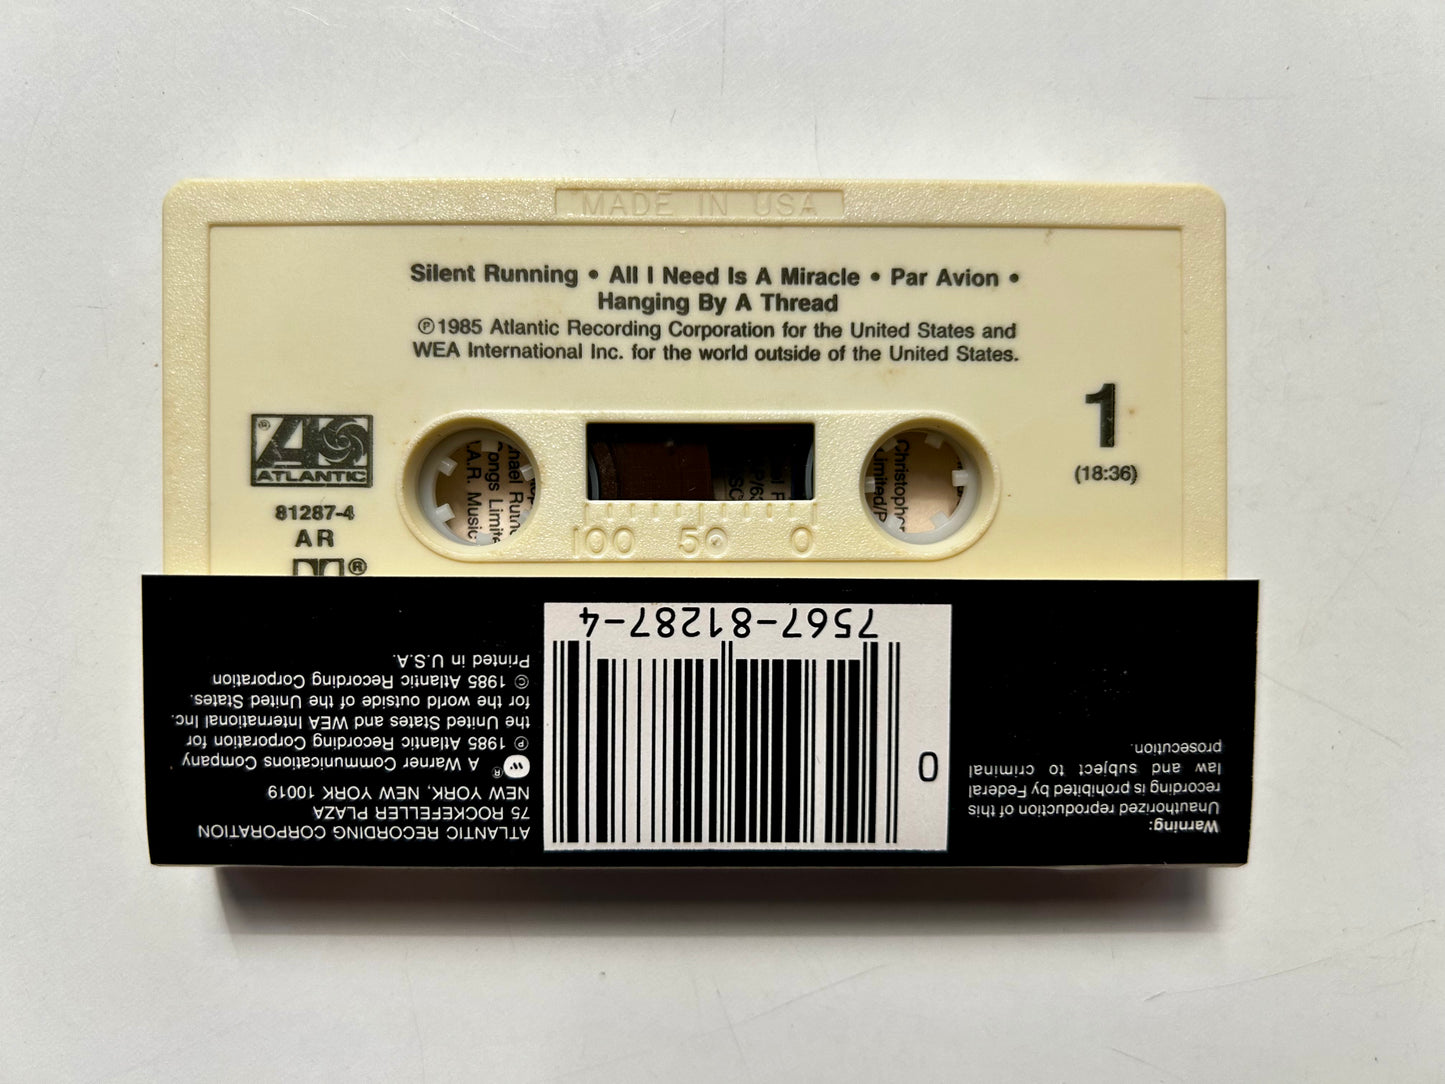 MADE IN USA
Silent Running • All I Need Is A Miracle • Par Avion •
Hanging By A Thread
℗1985 Atlantic Recording Corporation for the United States and
WEA International Inc. for the world outside of the United States.
1
(18:36)
® ATLANTIC
81287-4
AR
®
100 50 0
Songs Limite
.A.R. Music
Christopher
Limited/P
7567-81287-4
0
ATLANTIC RECORDING CORPORATION
75 ROCKEFELLER PLAZA
NEW YORK, NEW YORK 10019
® A Warner Communications Company
℗ 1985 Atlantic Recording Corporation for
the United States and WEA International Inc.
for the world outside of the United States.
© 1985 Atlantic Recording Corporation
Printed in U.S.A.
Warning:
Unauthorized reproduction of this
recording is prohibited by Federal
law and subject to criminal
prosecution.